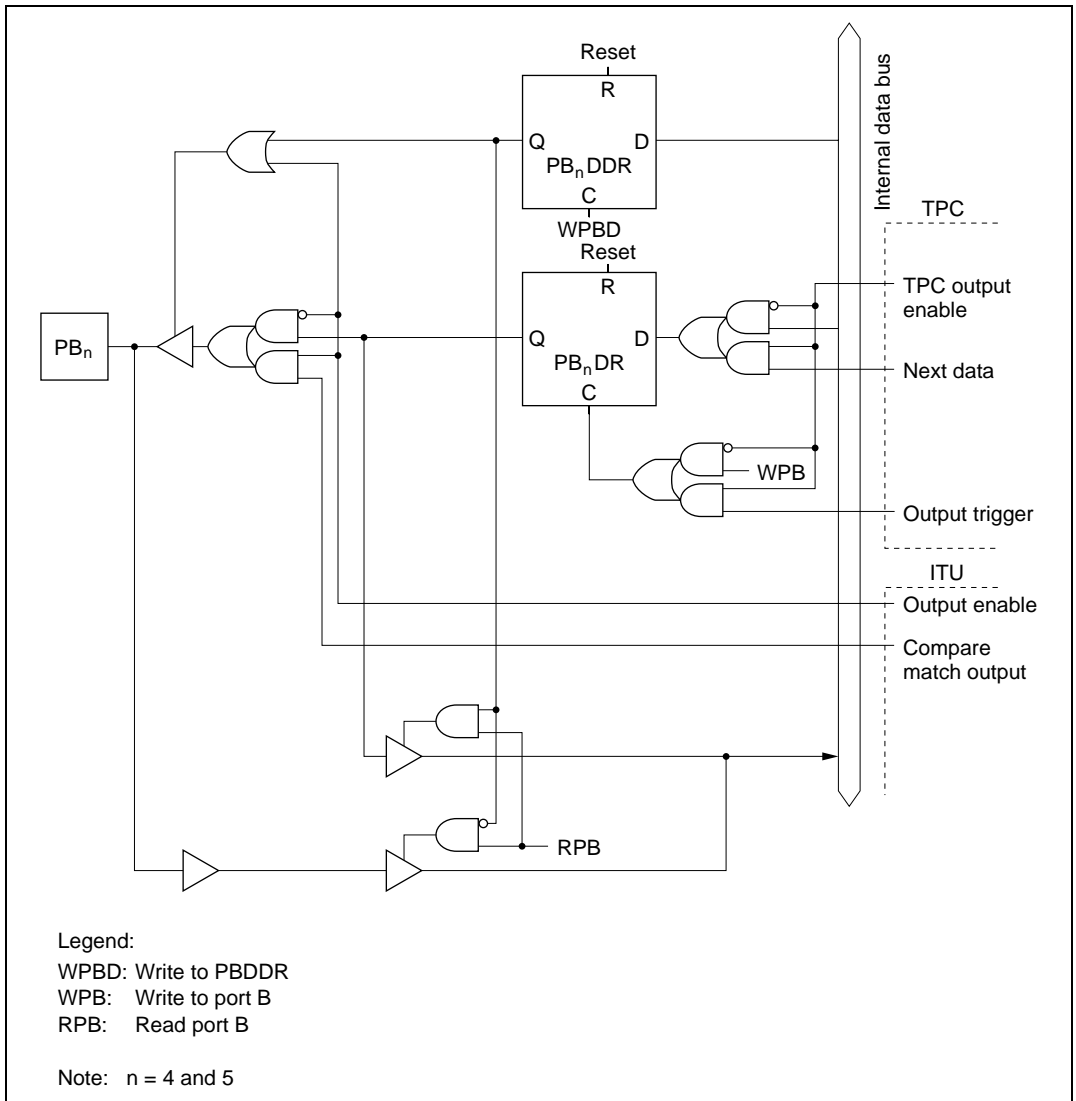 Reset
R
Q
D
PBnDDR
C
WPBD
Internal data bus
TPC
Reset
R
TPC output
enable
PBn
Q
D
PBnDR
C
Next data
WPB
Output trigger
ITU
Output enable
Compare
match output
RPB
Legend:
WPBD: Write to PBDDR
WPB: Write to port B
RPB: Read port B
Note: n = 4 and 5